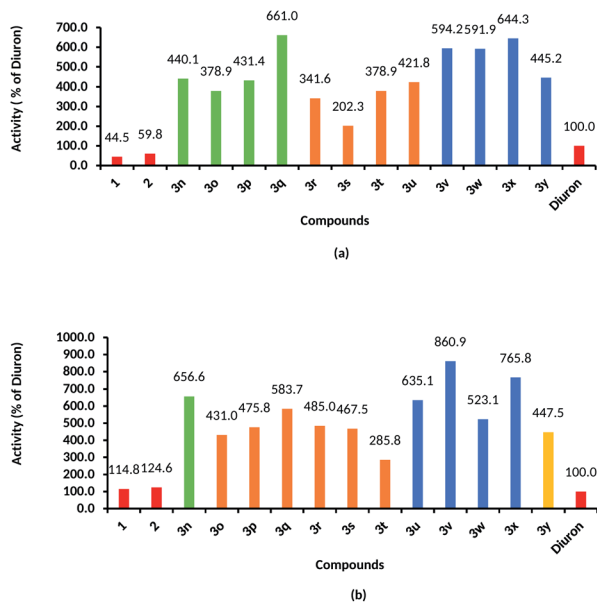 Activity ( % of Diuron)
700.0
600.0
500.0
400.0
300.0
200.0
100.0
0.0
44.5 59.8 440.1 378.9 431.4 661.0 341.6 202.3 378.9 421.8 594.2 591.9 644.3 445.2 100.0
1 2 3n 3o 3p 3q 3r 3s 3t 3u 3v 3w 3x 3y Diuron
Compounds
(a)
Activity (% of Diuron)
1000.0
900.0
800.0
700.0
600.0
500.0
400.0
300.0
200.0
100.0
0.0
114.8 124.6 656.6 431.0 475.8 583.7 485.0 467.5 285.8 635.1 860.9 523.1 765.8 447.5 100.0
1 2 3n 3o 3p 3q 3r 3s 3t 3u 3v 3w 3x 3y Diuron
Compounds
(b)